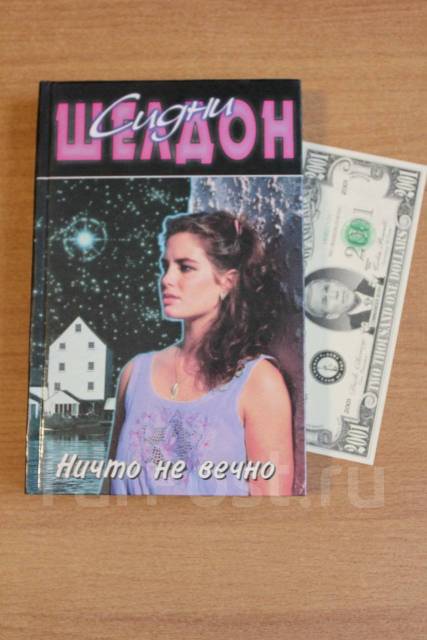 Сидни
ШЕЛДОН
Ничто не вечно
2001
2001
TWO THOUSAND ONE DOLLARS
2001
2001